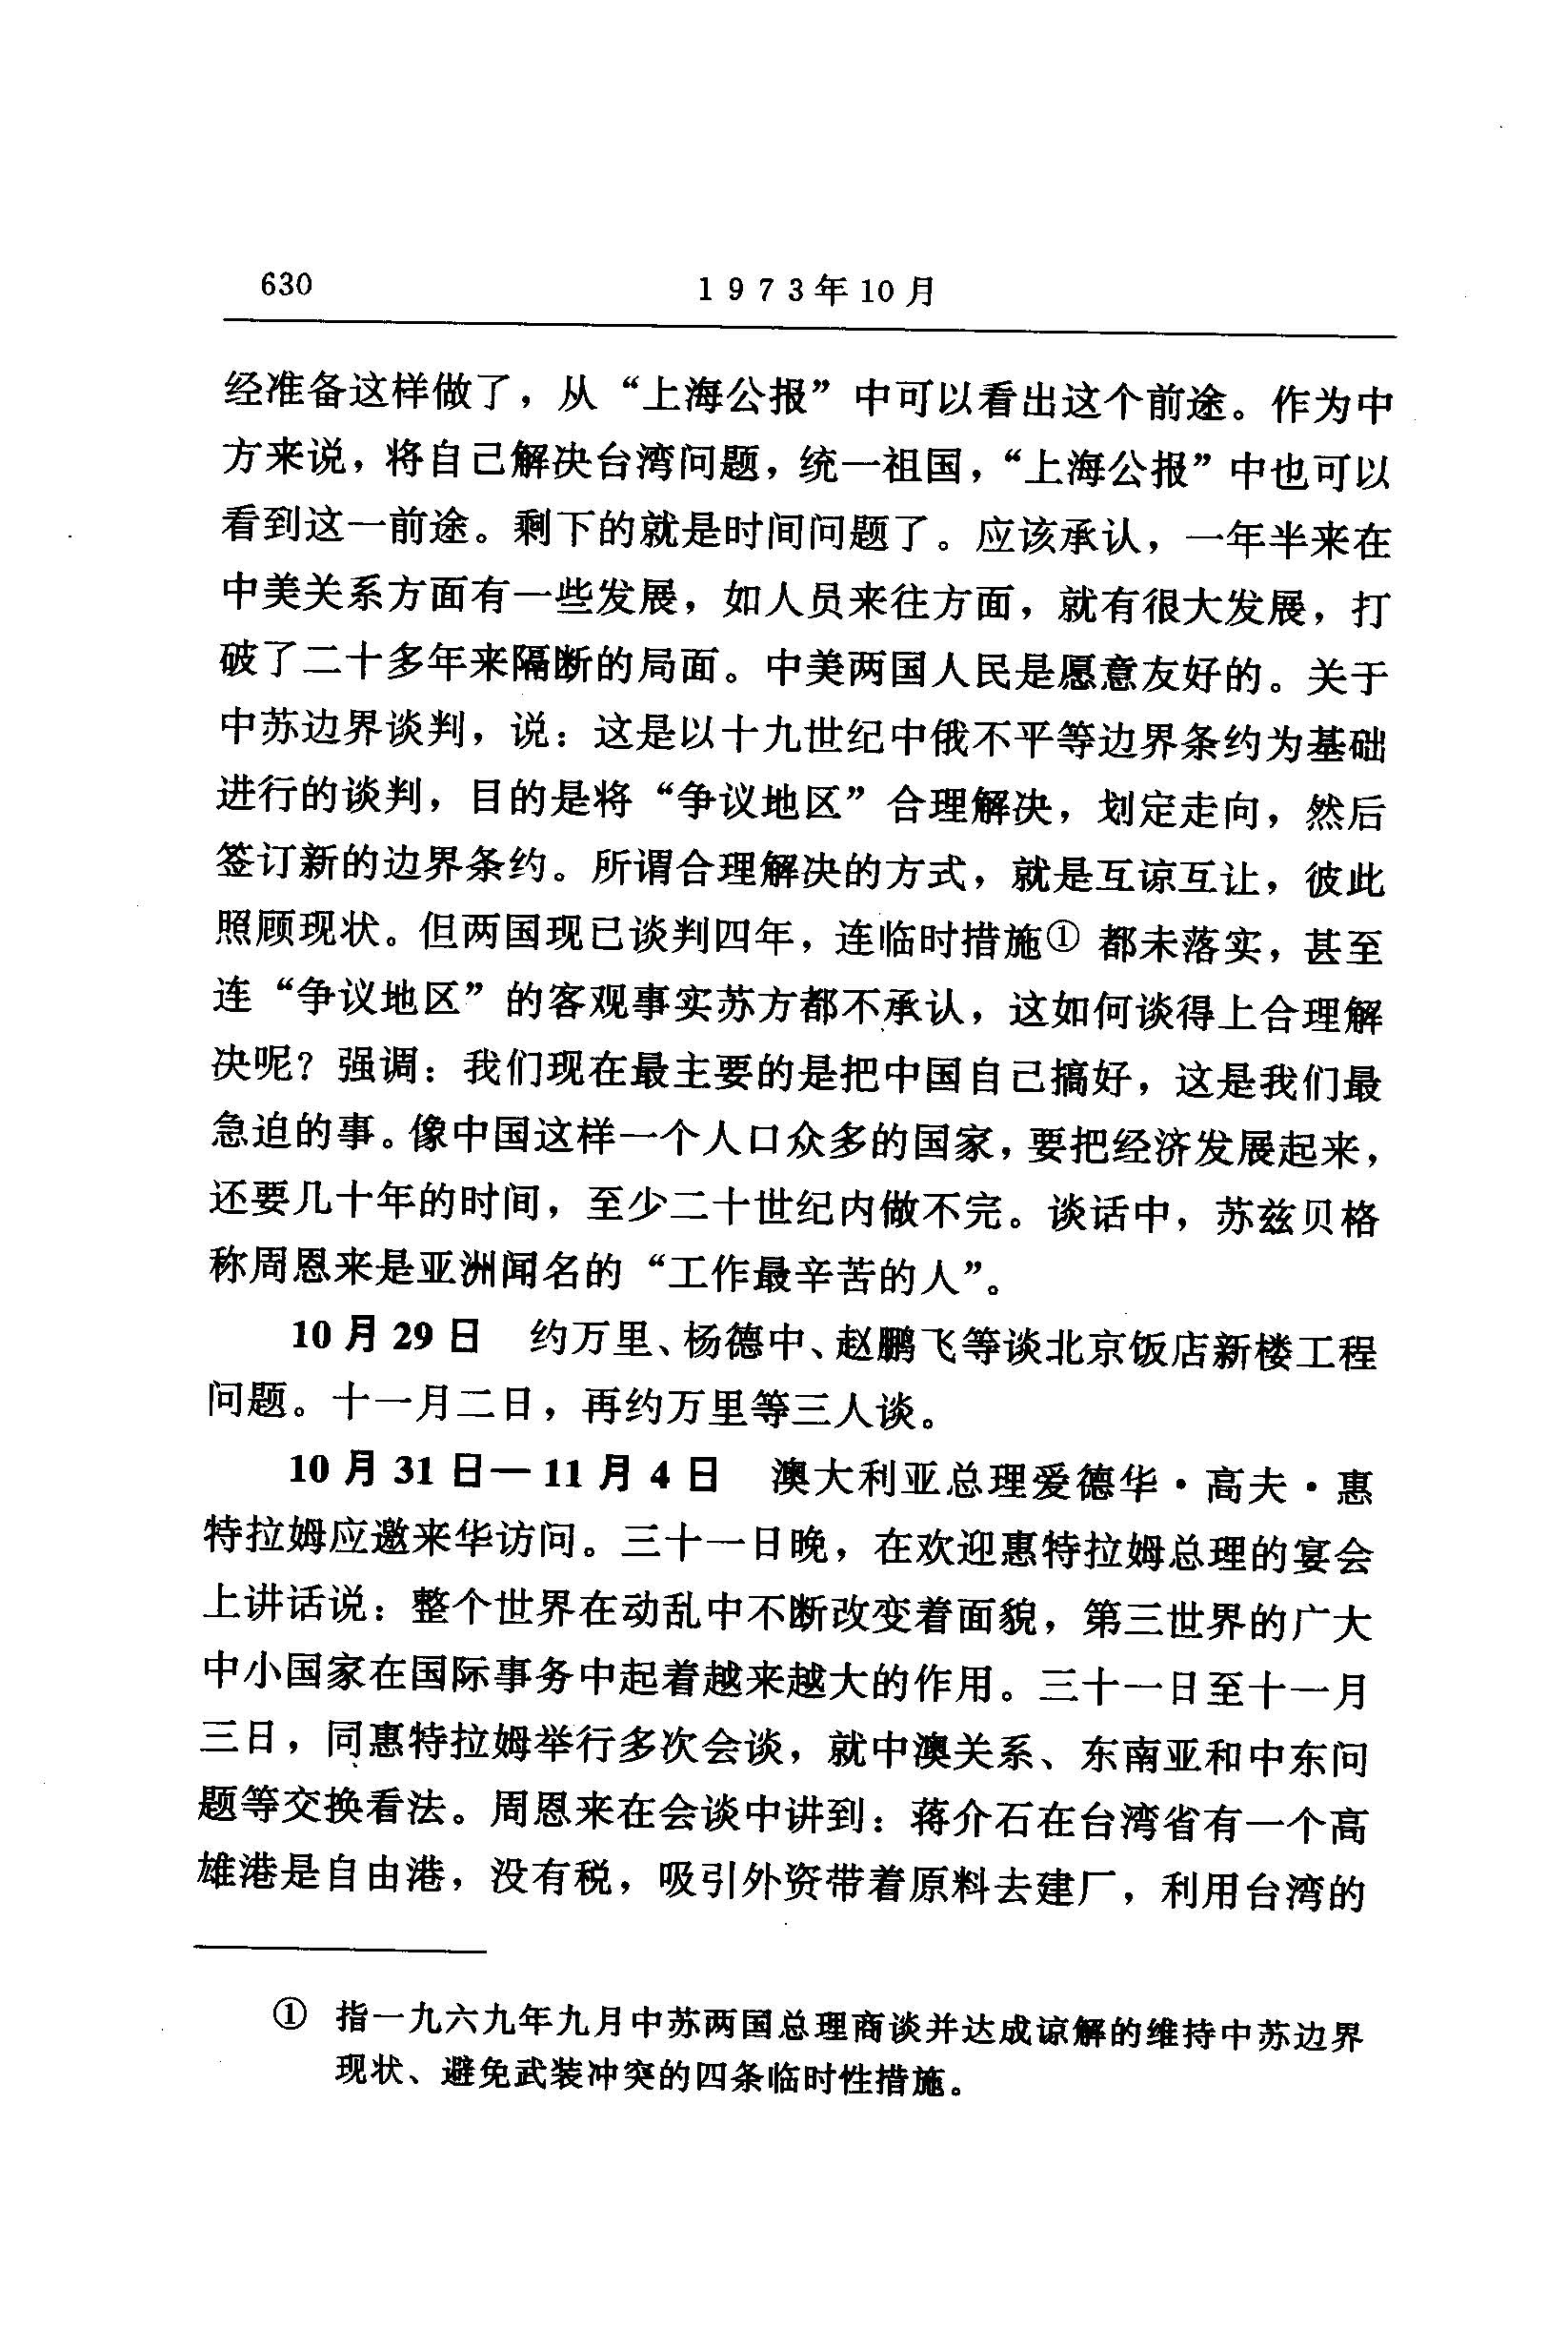 630
1973年10月
经准备这样做了，从“上海公报”中可以看出这个前途。作为中
方来说，将自己解决台湾问题，统一祖国，“上海公报”中也可以
看到这一前途。剩下的就是时间问题了。应该承认，一年半来在
中美关系方面有一些发展，如人员来往方面，就有很大发展，打
破了二十多年来隔断的局面。中美两国人民是愿意友好的。关于
中苏边界谈判，说：这是以十九世纪中俄不平等边界条约为基础
进行的谈判，目的是将“争议地区”合理解决，划定走向，然后
签订新的边界条约。所谓合理解决的方式，就是互谅互让，彼此
照顾现状。但两国现已谈判四年，连临时措施①都未落实，甚至
连“争议地区”的客观事实苏方都不承认，这如何谈得上合理解
决呢？强调：我们现在最主要的是把中国自己搞好，这是我们最
急迫的事。像中国这样一个人口众多的国家，要把经济发展起来，
还要几十年的时间，至少二十世纪内做不完。谈话中，苏兹贝格
称周恩来是亚洲闻名的“工作最辛苦的人”。
10月29日　约万里、杨德中、赵鹏飞等谈北京饭店新楼工程
问题。十一月二日，再约万里等三人谈。
10月31日—11月4日　澳大利亚总理爱德华·高夫·惠
特拉姆应邀来华访问。三十一日晚，在欢迎惠特拉姆总理的宴会
上讲话说：整个世界在动乱中不断改变着面貌，第三世界的广大
中小国家在国际事务中起着越来越大的作用。三十一日至十一月
三日，同惠特拉姆举行多次会谈，就中澳关系、东南亚和中东问
题等交换看法。周恩来在会谈中讲到：蒋介石在台湾省有一个高
雄港是自由港，没有税，吸引外资带着原料去建厂，利用台湾的
① 指一九六九年九月中苏两国总理商谈并达成谅解的维持中苏边界
现状、避免武装冲突的四条临时性措施。